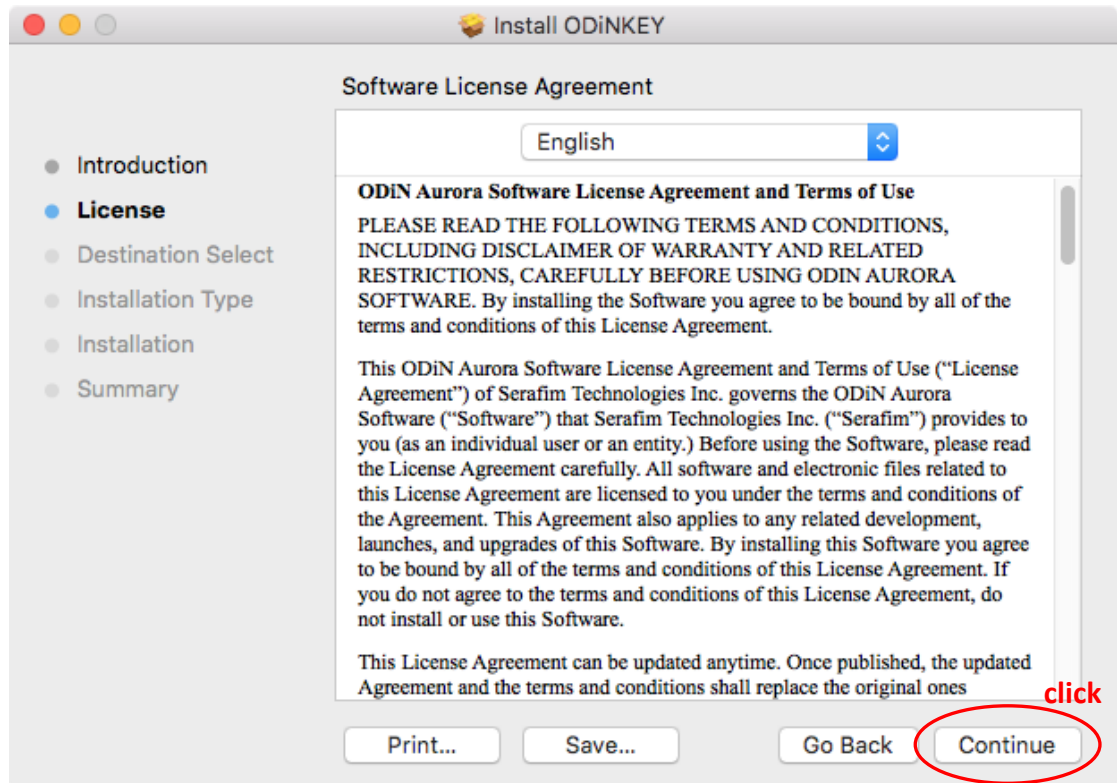 Install ODiNKEY
Software License Agreement
English
Introduction
License
Destination Select
Installation Type
Installation
Summary
ODiN Aurora Software License Agreement and Terms of Use
PLEASE READ THE FOLLOWING TERMS AND CONDITIONS,
INCLUDING DISCLAIMER OF WARRANTY AND RELATED
RESTRICTIONS, CAREFULLY BEFORE USING ODIN AURORA
SOFTWARE. By installing the Software you agree to be bound by all of the
terms and conditions of this License Agreement.
This ODiN Aurora Software License Agreement and Terms of Use (“License
Agreement”) of Serafim Technologies Inc. governs the ODiN Aurora
Software (“Software”) that Serafim Technologies Inc. (“Serafim”) provides to
you (as an individual user or an entity.) Before using the Software, please read
the License Agreement carefully. All software and electronic files related to
this License Agreement are licensed to you under the terms and conditions of
the Agreement. This Agreement also applies to any related development,
launches, and upgrades of this Software. By installing this Software you agree
to be bound by all of the terms and conditions of this License Agreement. If
you do not agree to the terms and conditions of this License Agreement, do
not install or use this Software.
This License Agreement can be updated anytime. Once published, the updated
Agreement and the terms and conditions shall replace the original ones
click
Print...
Save...
Go Back
Continue